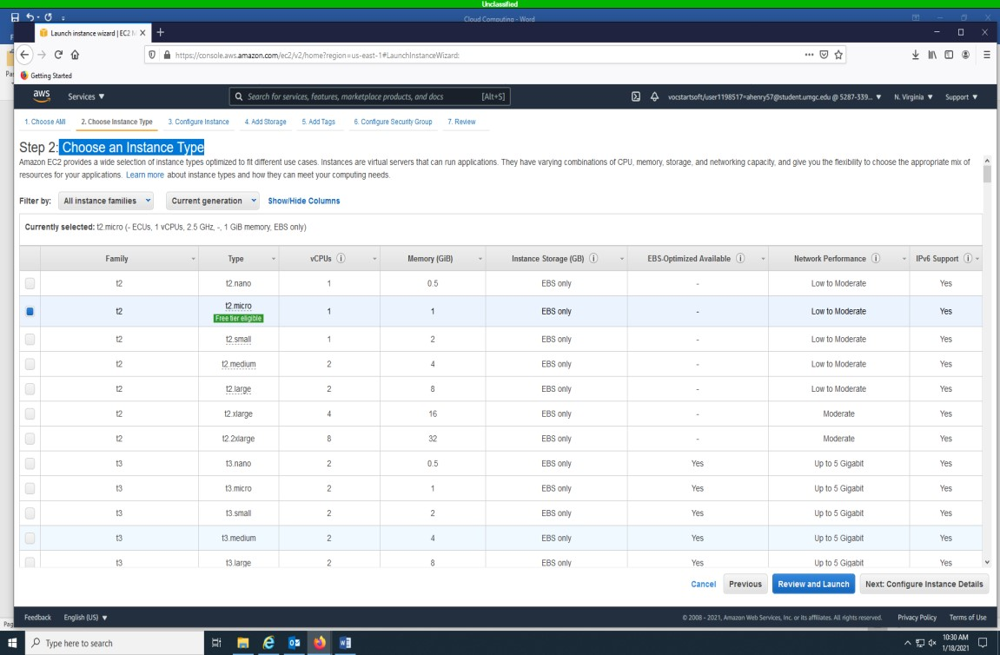 Unclassified
Cloud Computing - Word
Launch instance wizard | EC2 M
https://console.aws.amazon.com/ec2/v2/home?region=us-east-1#LaunchInstanceWizard:
Getting Started
aws Services Search for services, features, marketplace products, and docs [Alt+S] vocstartsoft/user1198517=ahenry57@student.umgc.edu @ 5287-339... N. Virginia Support
1. Choose AMI 2. Choose Instance Type 3. Configure Instance 4. Add Storage 5. Add Tags 6. Configure Security Group 7. Review
Step 2: Choose an Instance Type
Amazon EC2 provides a wide selection of instance types optimized to fit different use cases. Instances are virtual servers that can run applications. They have varying combinations of CPU, memory, storage, and networking capacity, and give you the flexibility to choose the appropriate mix of
resources for your applications. Learn more about instance types and how they can meet your computing needs.
Filter by: All instance families Current generation Show/Hide Columns
Currently selected: t2.micro (- ECUs, 1 vCPUs, 2.5 GHz, -, 1 GiB memory, EBS only)
Family Type vCPUs Memory (GiB) Instance Storage (GB) EBS-Optimized Available Network Performance IPv6 Support
t2 t2.nano 1 0.5 EBS only - Low to Moderate Yes
t2 t2.micro 1 1 EBS only - Low to Moderate Yes
Free tier eligible
t2 t2.small 1 2 EBS only - Low to Moderate Yes
t2 t2.medium 2 4 EBS only - Low to Moderate Yes
t2 t2.large 2 8 EBS only - Low to Moderate Yes
t2 t2.xlarge 4 16 EBS only - Moderate Yes
t2 t2.2xlarge 8 32 EBS only - Moderate Yes
t3 t3.nano 2 0.5 EBS only Yes Up to 5 Gigabit Yes
t3 t3.micro 2 1 EBS only Yes Up to 5 Gigabit Yes
t3 t3.small 2 2 EBS only Yes Up to 5 Gigabit Yes
t3 t3.medium 2 4 EBS only Yes Up to 5 Gigabit Yes
t3 t3.large 2 8 EBS only Yes Up to 5 Gigabit Yes
Cancel Previous Review and Launch Next: Configure Instance Details
Feedback English (US) © 2008 - 2021, Amazon Web Services, Inc. or its affiliates. All rights reserved. Privacy Policy Terms of Use
Type here to search
10:30 AM
1/18/2021